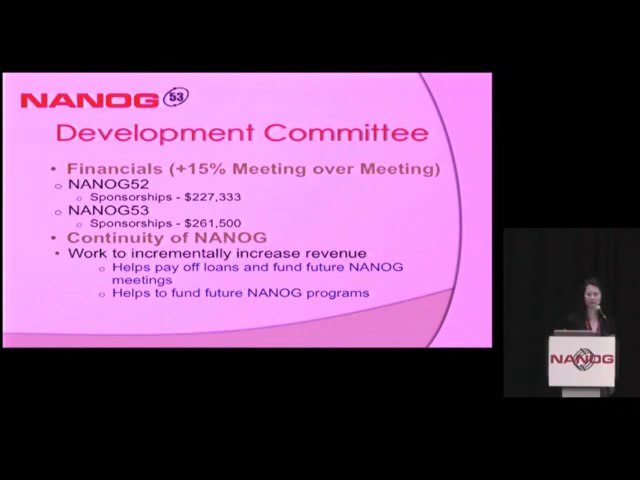 NANOG 53
Development Committee
• Financials (+15% Meeting over Meeting)
o NANOG52
o Sponsorships - $227,333
o NANOG53
o Sponsorships - $261,500
• Continuity of NANOG
• Work to incrementally increase revenue
o Helps pay off loans and fund future NANOG
meetings
o Helps to fund future NANOG programs
NANOG